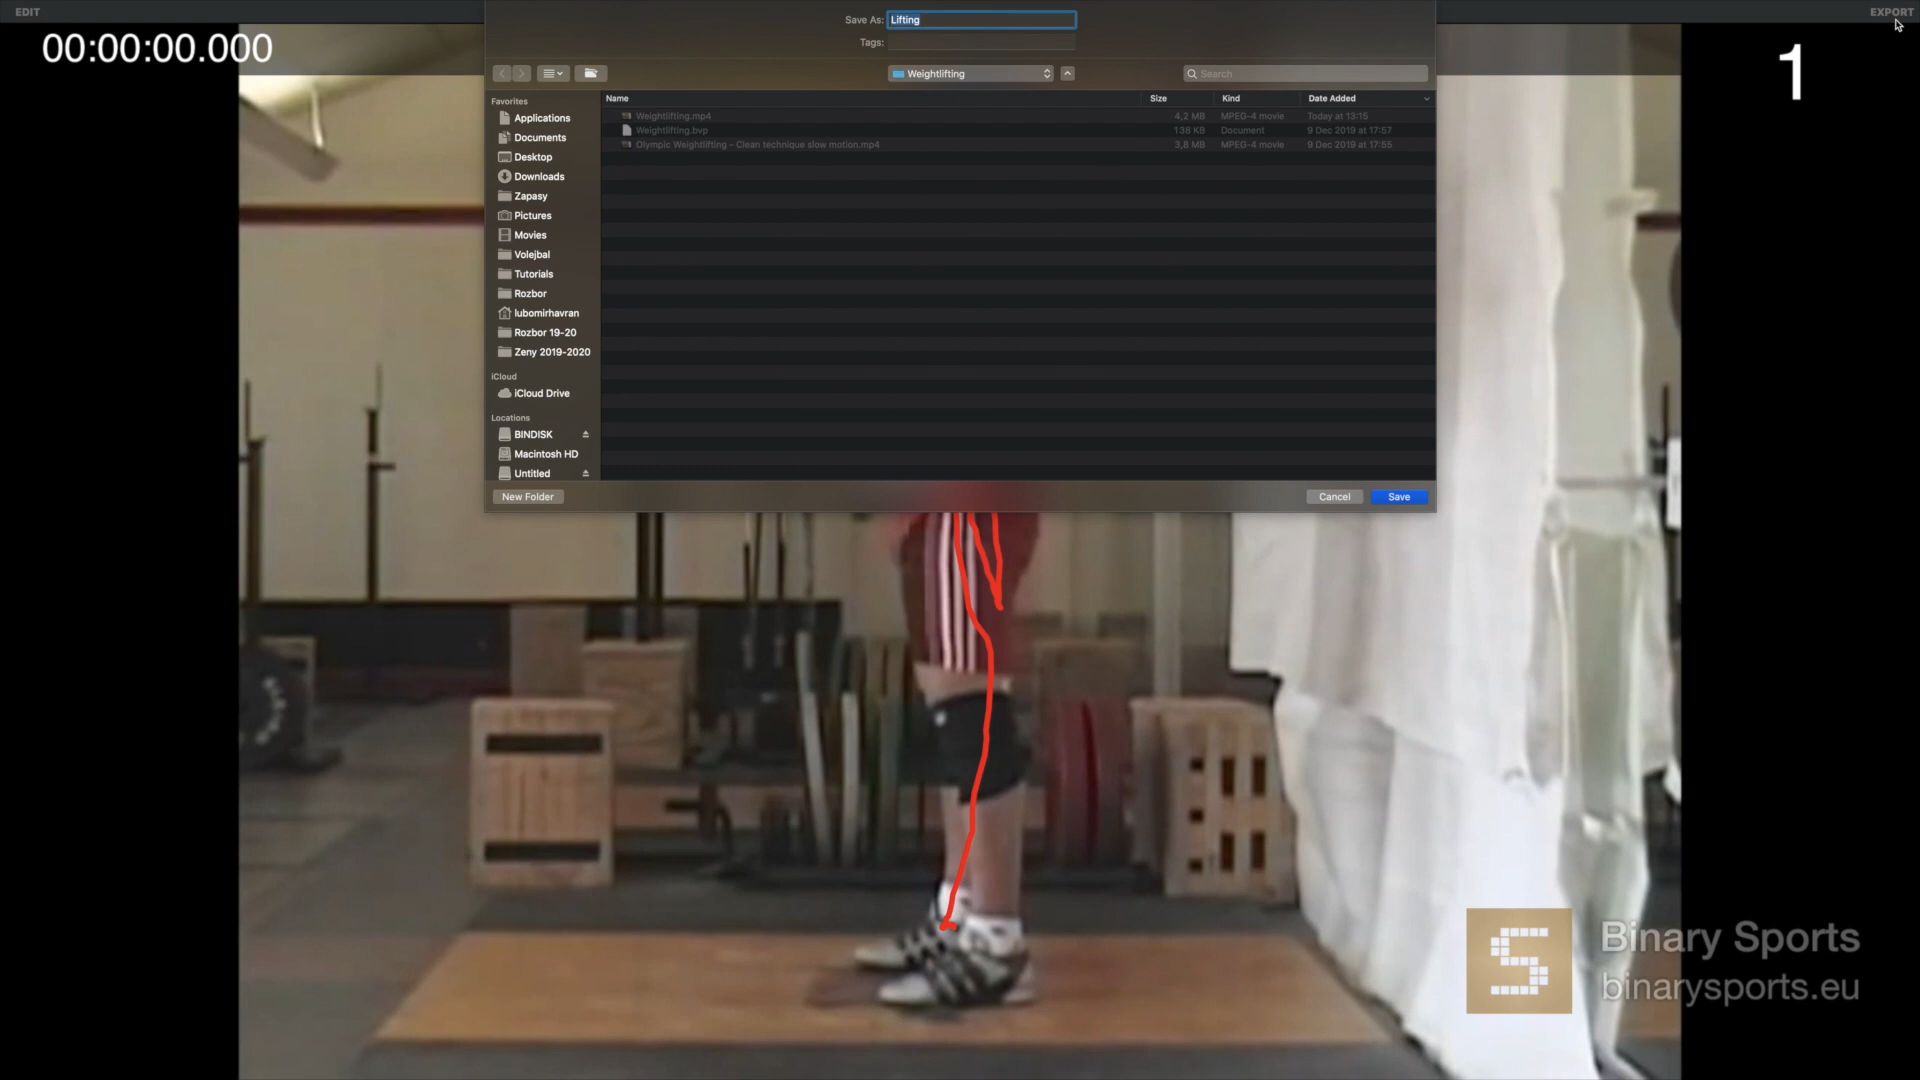 EDIT
EXPORT
00:00:00.000
1
Save As: Lifting
Tags:
Weightlifting
Search
Favorites
Applications
Documents
Desktop
Downloads
Zapasy
Pictures
Movies
Volejbal
Tutorials
Rozbor
lubomirhavran
Rozbor 19-20
Zeny 2019-2020
iCloud
iCloud Drive
Locations
BINDISK
Macintosh HD
Untitled
Name Size Kind Date Added
Weightlifting.mp4 4,2 MB MPEG-4 movie Today at 13:15
Weightlifting.bvp 138 KB Document 9 Dec 2019 at 17:57
Olympic Weightlifting - Clean technique slow motion.mp4 3,8 MB MPEG-4 movie 9 Dec 2019 at 17:55
New Folder
Cancel
Save
Binary Sports
binarysports.eu